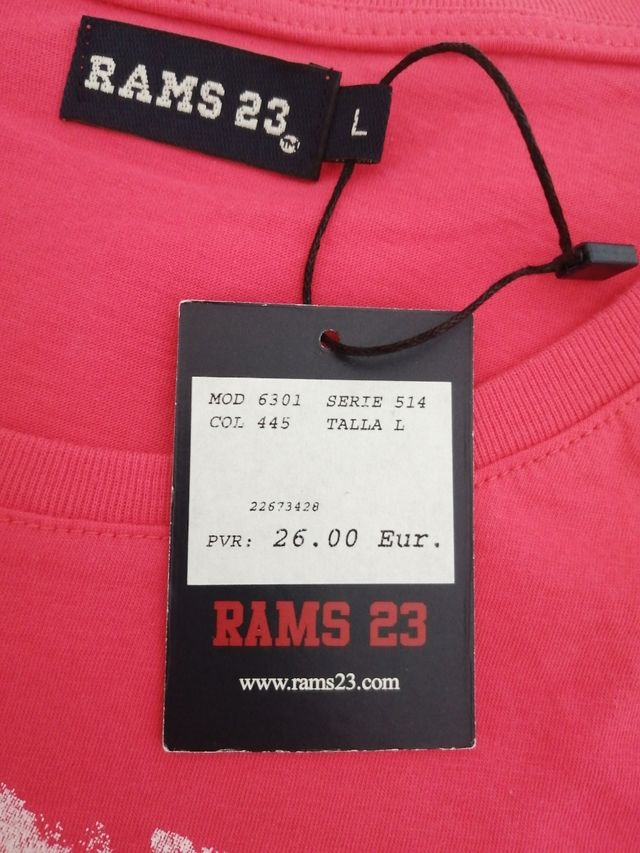 RAMS 23
TM
L
MOD 6301 SERIE 514
COL 445 TALLA L
22673428
PVR: 26.00 Eur.
RAMS 23
www.rams23.com